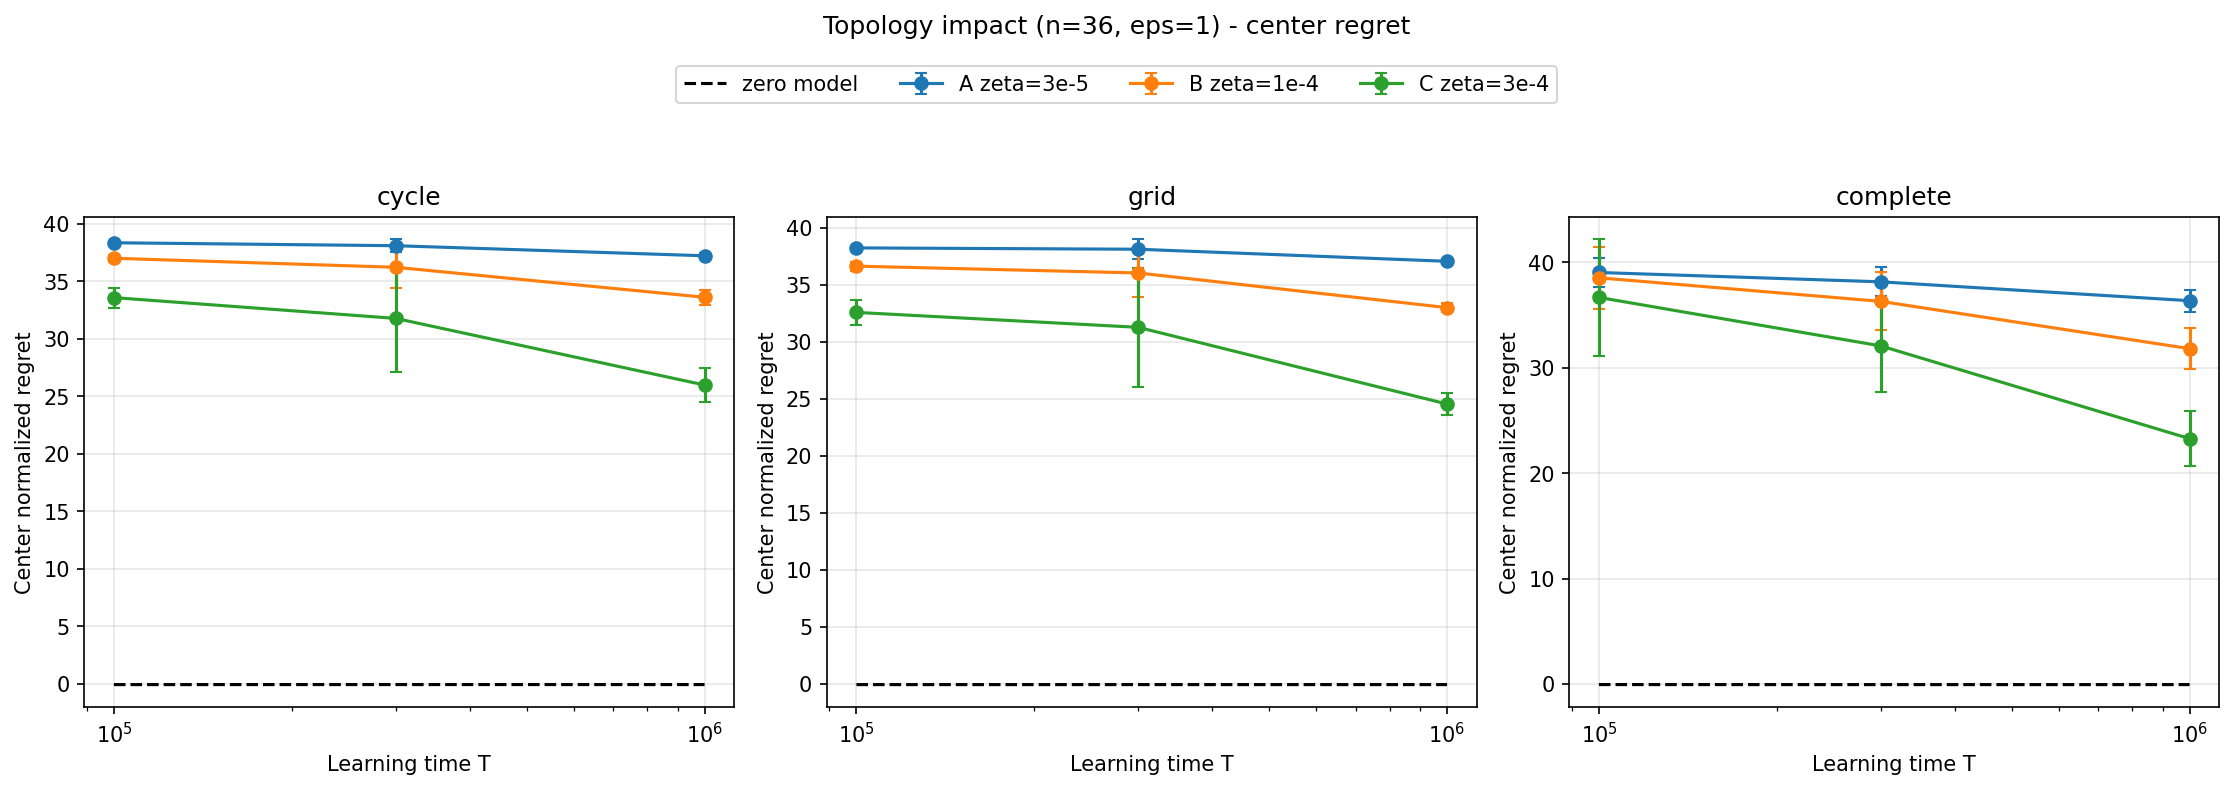 Topology impact (n=36, eps=1) - center regret
zero model
A zeta=3e-5
B zeta=1e-4
C zeta=3e-4
cycle
Center normalized regret
40
35
30
25
20
15
10
5
0
10^5
10^6
Learning time T
grid
Center normalized regret
40
35
30
25
20
15
10
5
0
10^5
10^6
Learning time T
complete
Center normalized regret
40
30
20
10
0
10^5
10^6
Learning time T